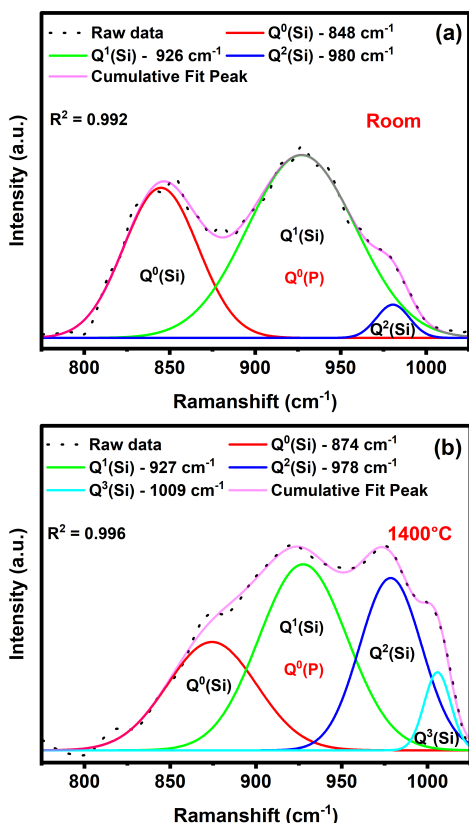 Raw data Q⁰(Si) - 848 cm⁻¹ (a)
Q¹(Si) - 926 cm⁻¹ Q²(Si) - 980 cm⁻¹
Cumulative Fit Peak
R² = 0.992
Room
Q¹(Si)
Q⁰(Si)
Q⁰(P)
Q²(Si)
Intensity (a.u.)
800 850 900 950 1000
Ramanshift (cm⁻¹)
Raw data Q⁰(Si) - 874 cm⁻¹ (b)
Q¹(Si) - 927 cm⁻¹ Q²(Si) - 978 cm⁻¹
Q³(Si) - 1009 cm⁻¹ Cumulative Fit Peak
R² = 0.996
1400°C
Q¹(Si)
Q²(Si)
Q⁰(P)
Q⁰(Si)
Q³(Si)
Intensity (a.u.)
800 850 900 950 1000
Ramanshift (cm⁻¹)